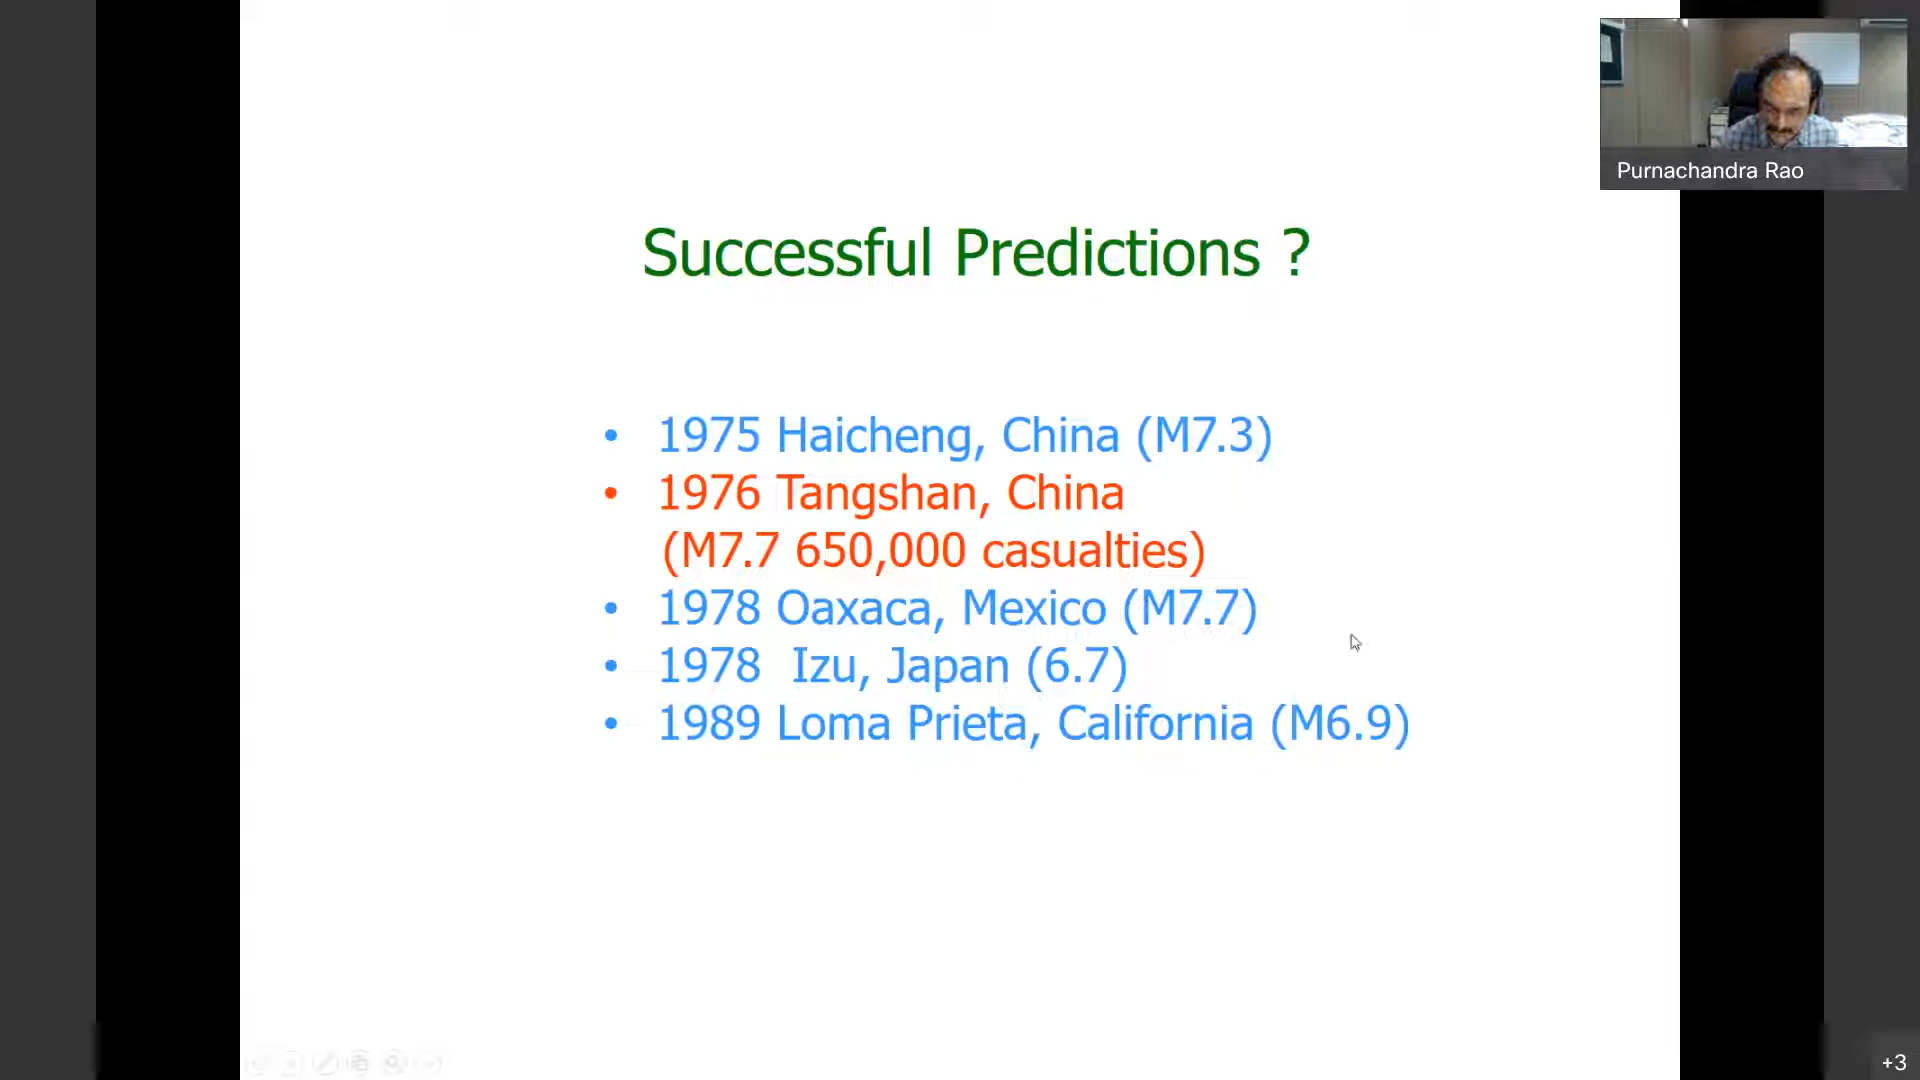 Purnachandra Rao
Successful Predictions ?
• 1975 Haicheng, China (M7.3)
• 1976 Tangshan, China
(M7.7 650,000 casualties)
• 1978 Oaxaca, Mexico (M7.7)
• 1978 Izu, Japan (6.7)
• 1989 Loma Prieta, California (M6.9)
+3